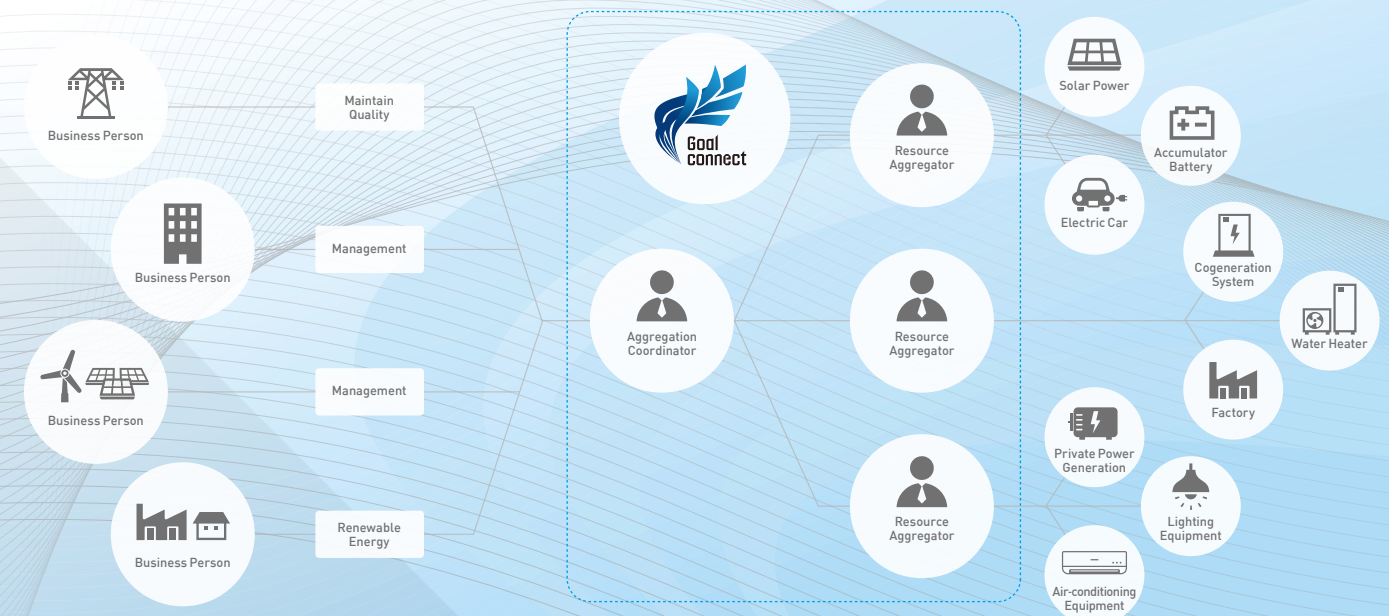 Business Person
Maintain
Quality
Business Person
Management
Business Person
Management
Business Person
Renewable
Energy
Goal
connect
Aggregation
Coordinator
Resource
Aggregator
Resource
Aggregator
Resource
Aggregator
Solar Power
Accumulator
Battery
Electric Car
Cogeneration
System
Water Heater
Factory
Private Power
Generation
Lighting
Equipment
Air-conditioning
Equipment